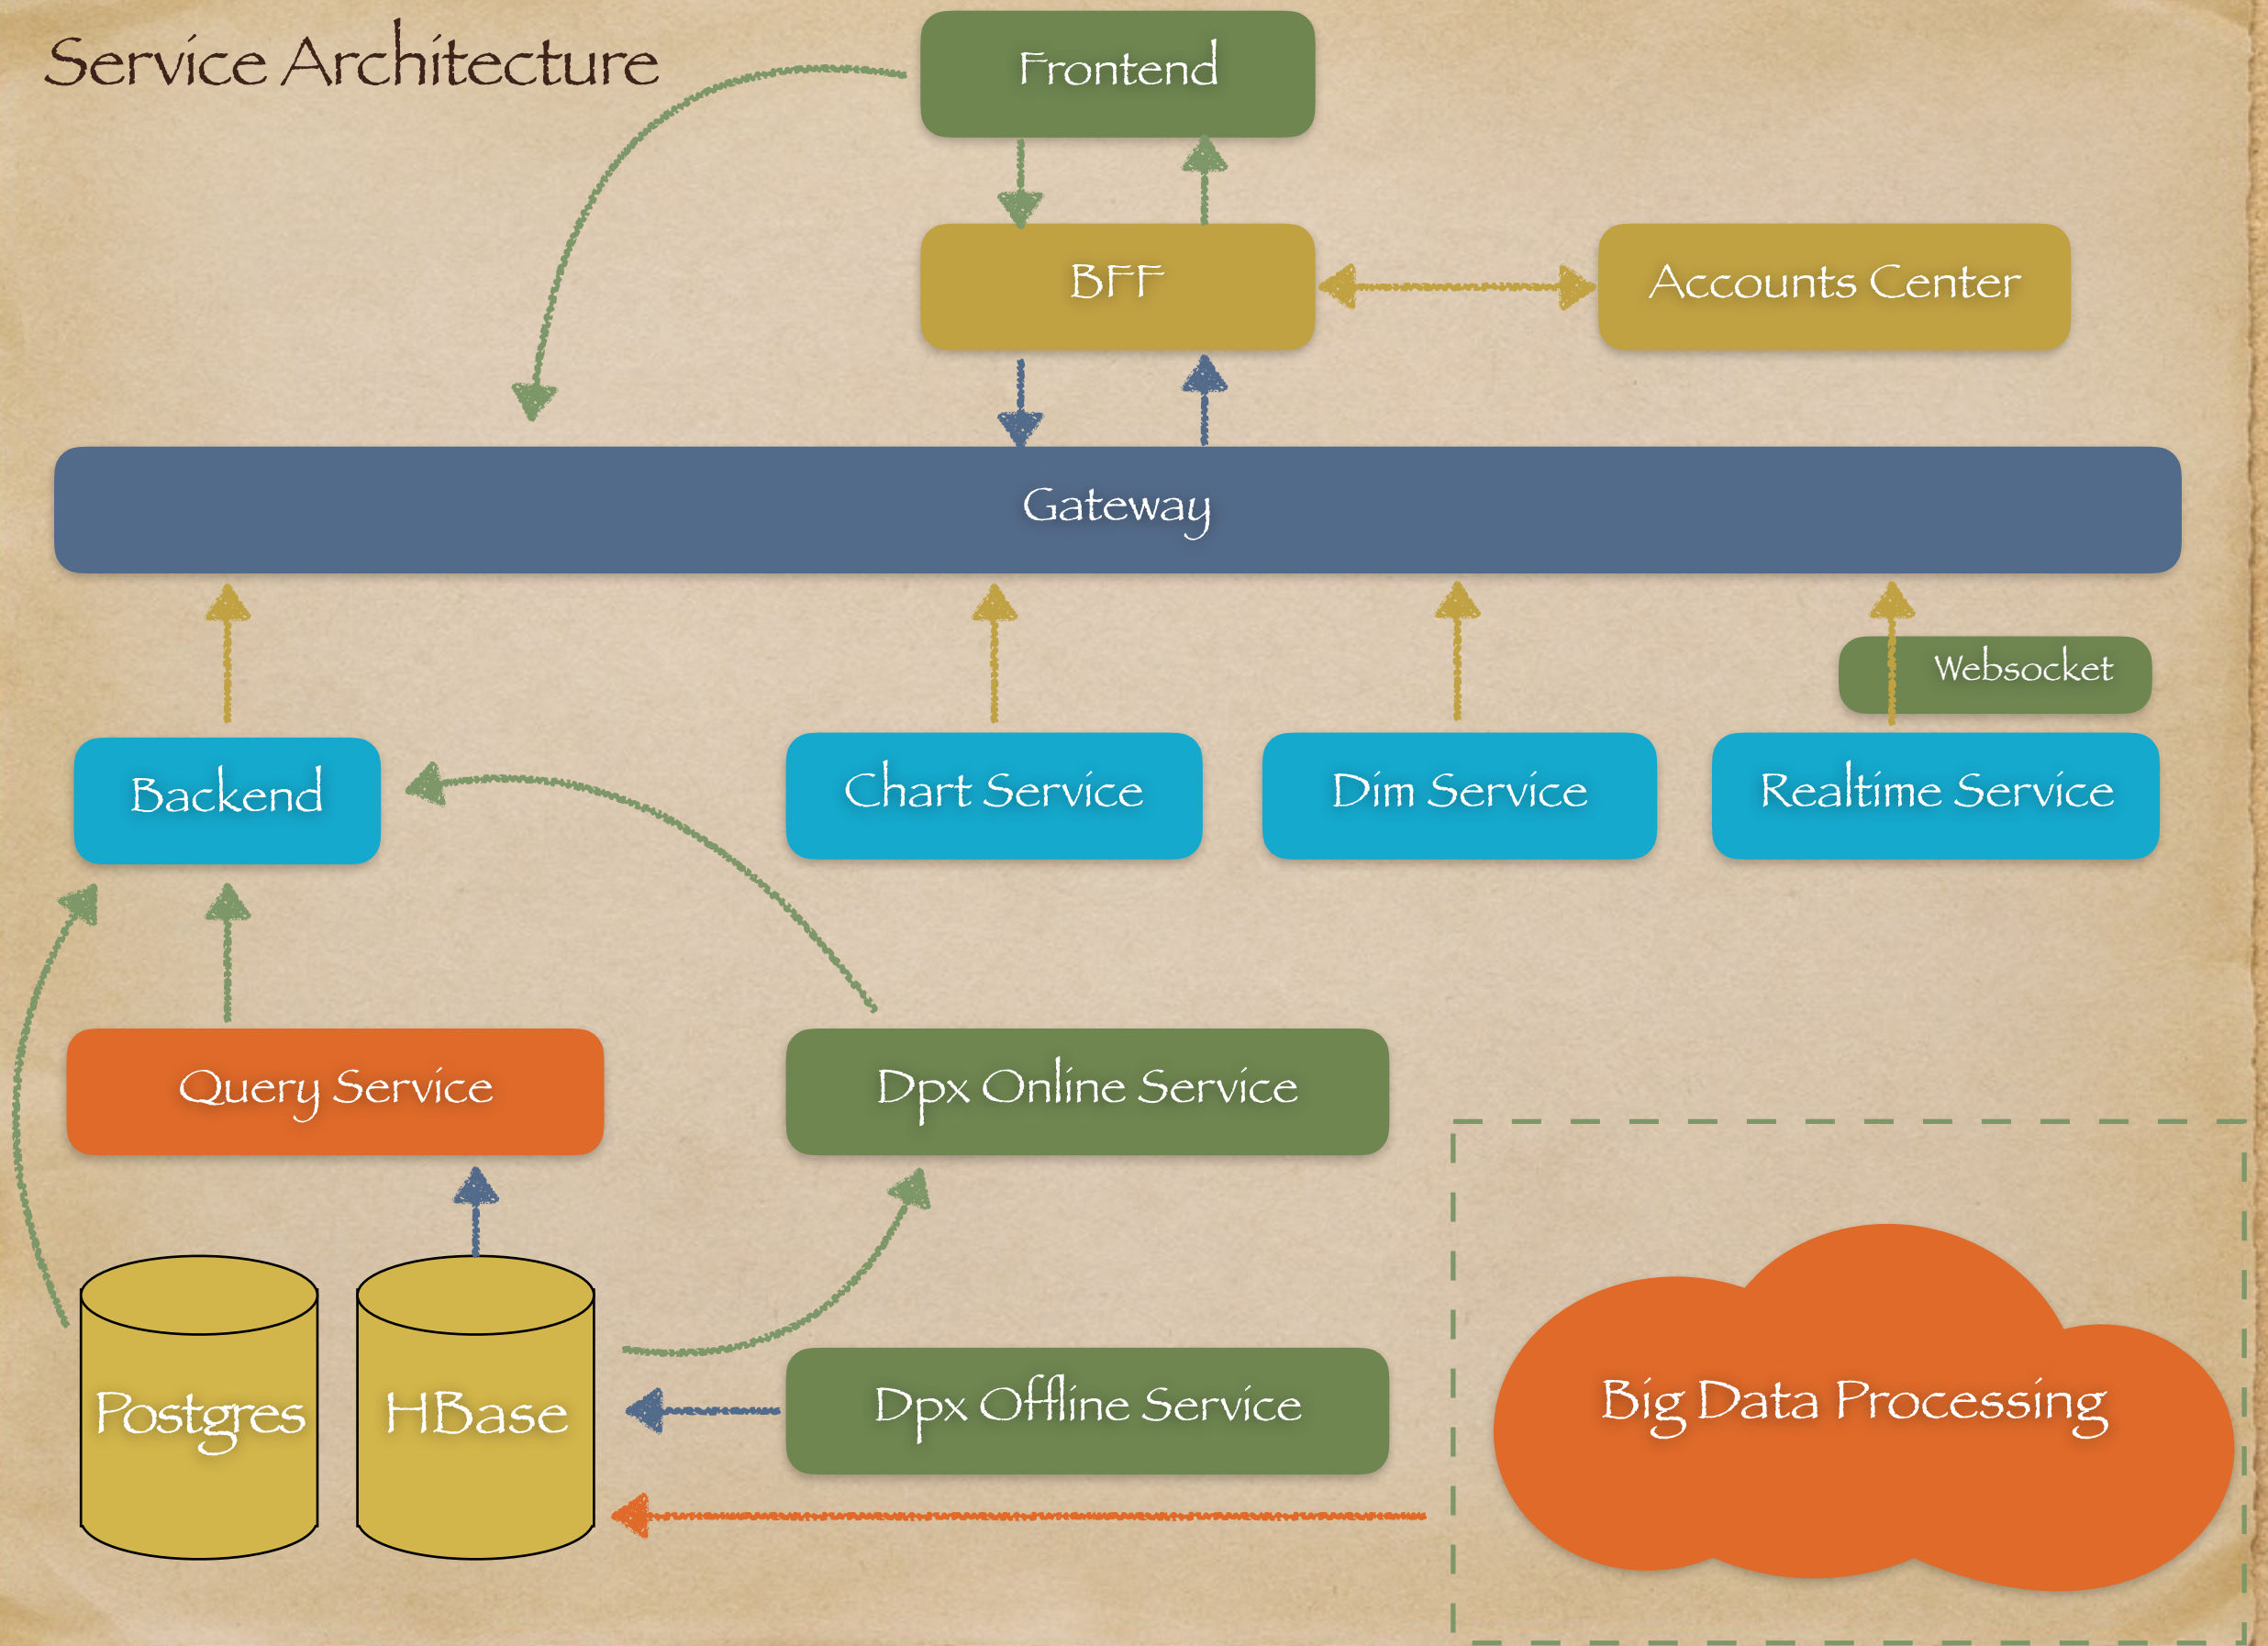 Service Architecture
Frontend
BFF
Accounts Center
Gateway
Websocket
Backend
Chart Service
Dim Service
Realtime Service
Query Service
Dpx Online Service
Postgres
HBase
Dpx Offline Service
Big Data Processing